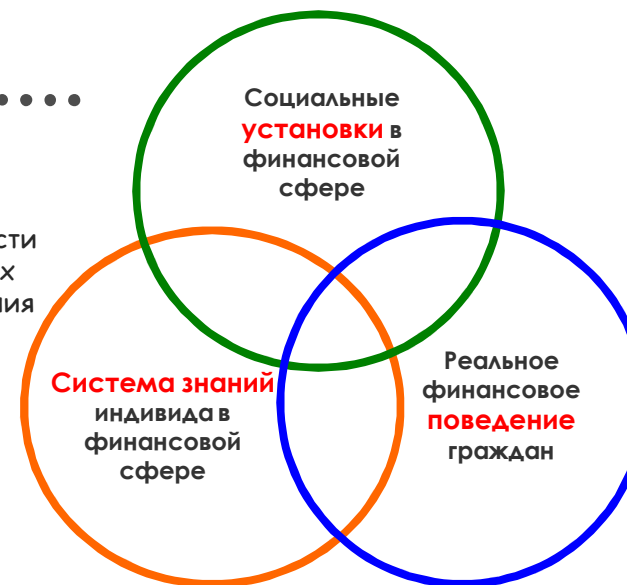 Социальные
установки в
финансовой
сфере
Система знаний
индивида в
финансовой
сфере
Реальное
финансовое
поведение
граждан